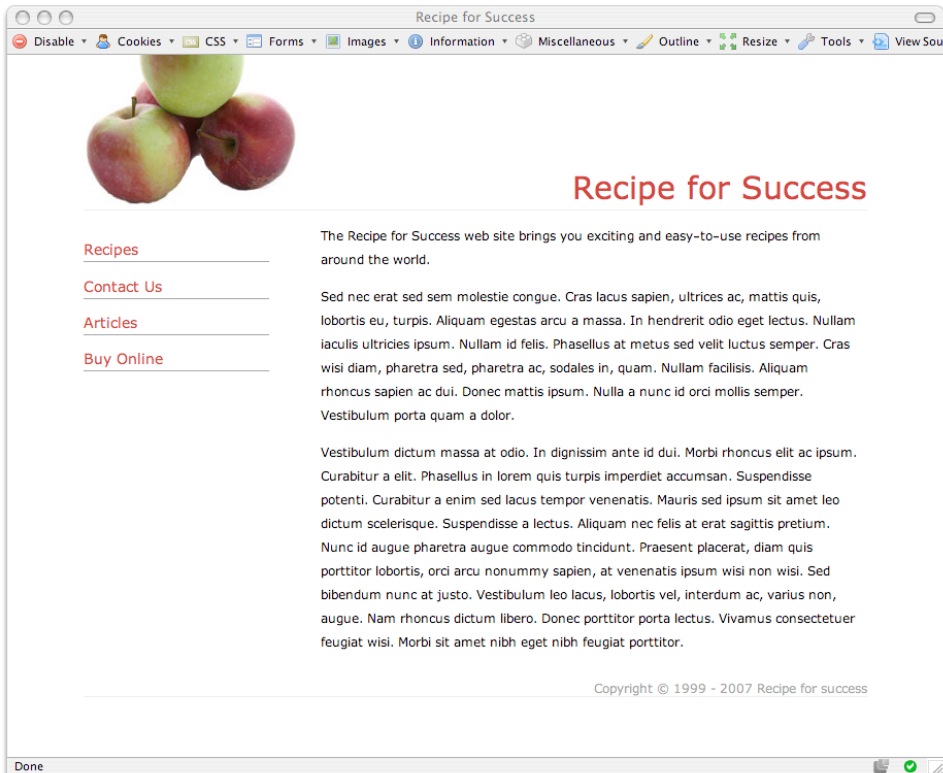 Recipe for Success
Disable Cookies CSS Forms Images Information Miscellaneous Outline Resize Tools View Sou
Recipe for Success
Recipes
Contact Us
Articles
Buy Online
The Recipe for Success web site brings you exciting and easy-to-use recipes from
around the world.
Sed nec erat sed sem molestie congue. Cras lacus sapien, ultrices ac, mattis quis,
lobortis eu, turpis. Aliquam egestas arcu a massa. In hendrerit odio eget lectus. Nullam
iaculis ultricies ipsum. Nullam id felis. Phasellus at metus sed velit luctus semper. Cras
wisi diam, pharetra sed, pharetra ac, sodales in, quam. Nullam facilisis. Aliquam
rhoncus sapien ac dui. Donec mattis ipsum. Nulla a nunc id orci mollis semper.
Vestibulum porta quam a dolor.
Vestibulum dictum massa at odio. In dignissim ante id dui. Morbi rhoncus elit ac ipsum.
Curabitur a elit. Phasellus in lorem quis turpis imperdiet accumsan. Suspendisse
potenti. Curabitur a enim sed lacus tempor venenatis. Mauris sed ipsum sit amet leo
dictum scelerisque. Suspendisse a lectus. Aliquam nec felis at erat sagittis pretium.
Nunc id augue pharetra augue commodo tincidunt. Praesent placerat, diam quis
porttitor lobortis, orci arcu nonummy sapien, at venenatis ipsum wisi non wisi. Sed
bibendum nunc at justo. Vestibulum leo lacus, lobortis vel, interdum ac, varius non,
augue. Nam rhoncus dictum libero. Donec porttitor porta lectus. Vivamus consectetuer
feugiat wisi. Morbi sit amet nibh eget nibh feugiat porttitor.
Copyright © 1999 - 2007 Recipe for success
Done